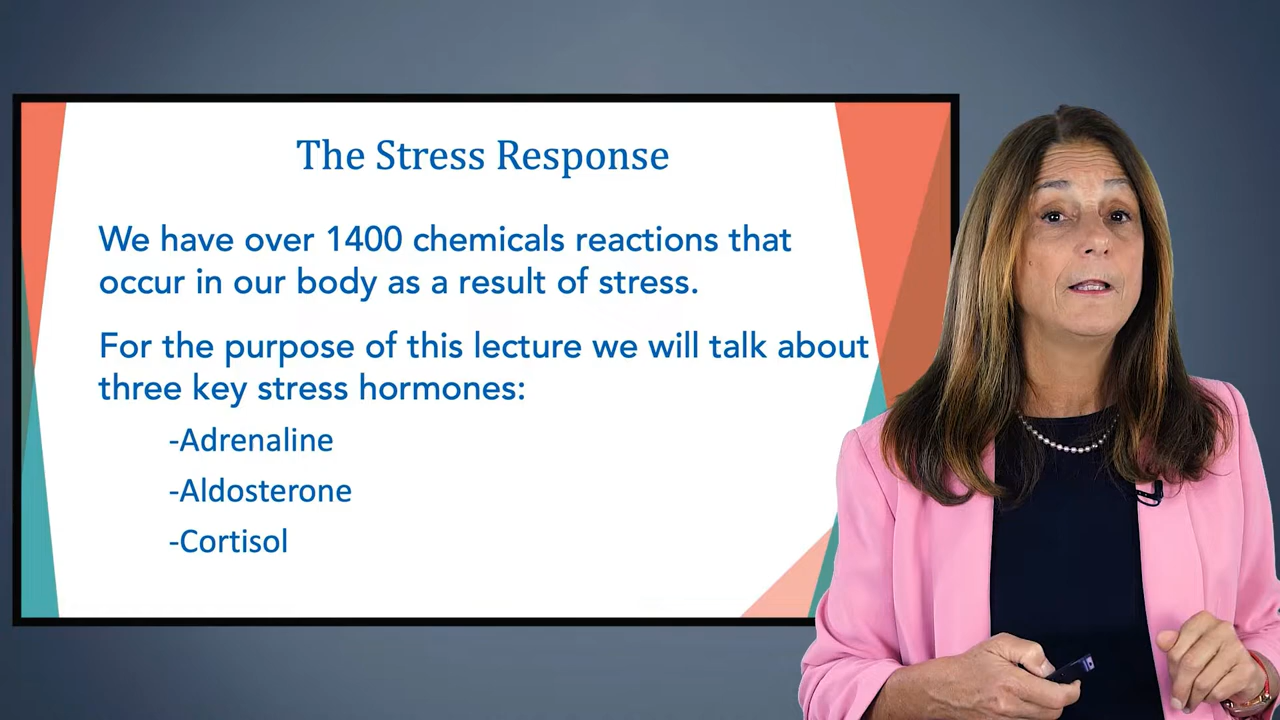 The Stress Response
We have over 1400 chemicals reactions that
occur in our body as a result of stress.
For the purpose of this lecture we will talk about
three key stress hormones:
-Adrenaline
-Aldosterone
-Cortisol